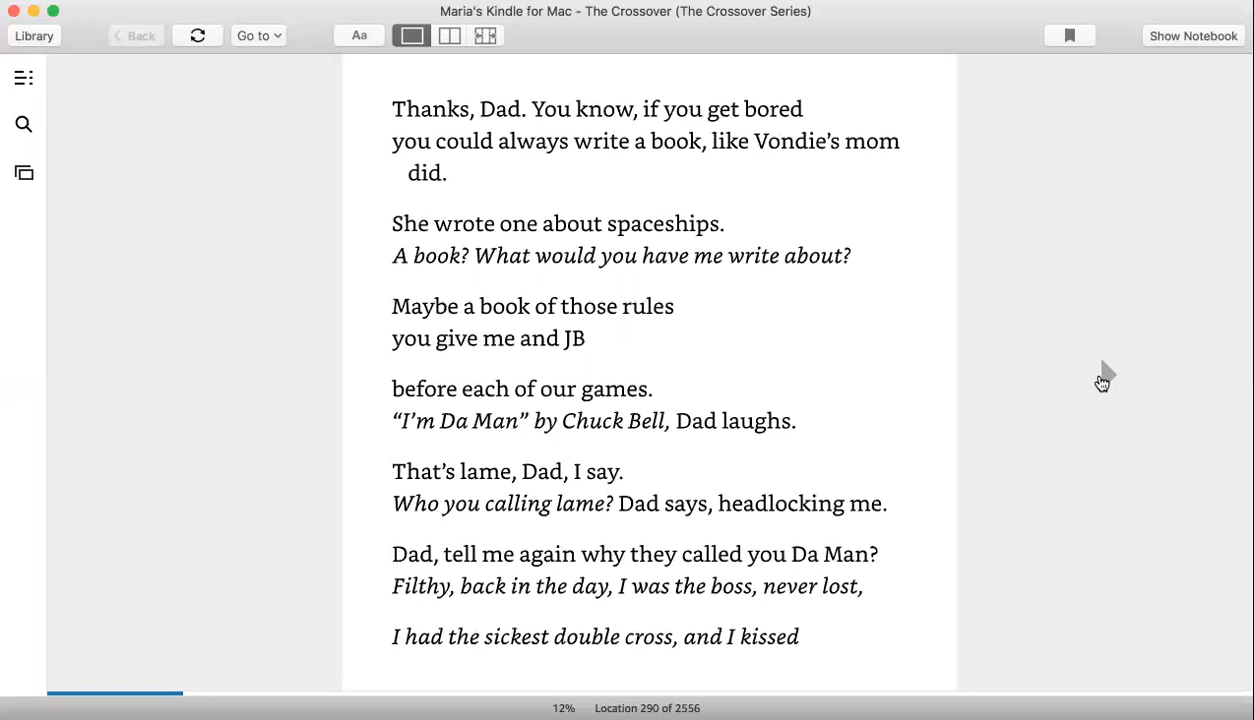 Maria's Kindle for Mac - The Crossover (The Crossover Series)
Library Back Go to Aa Show Notebook
Thanks, Dad. You know, if you get bored
you could always write a book, like Vondie’s mom
did.
She wrote one about spaceships.
A book? What would you have me write about?
Maybe a book of those rules
you give me and JB
before each of our games.
“I’m Da Man” by Chuck Bell, Dad laughs.
That’s lame, Dad, I say.
Who you calling lame? Dad says, headlocking me.
Dad, tell me again why they called you Da Man?
Filthy, back in the day, I was the boss, never lost,
I had the sickest double cross, and I kissed
12% Location 290 of 2556